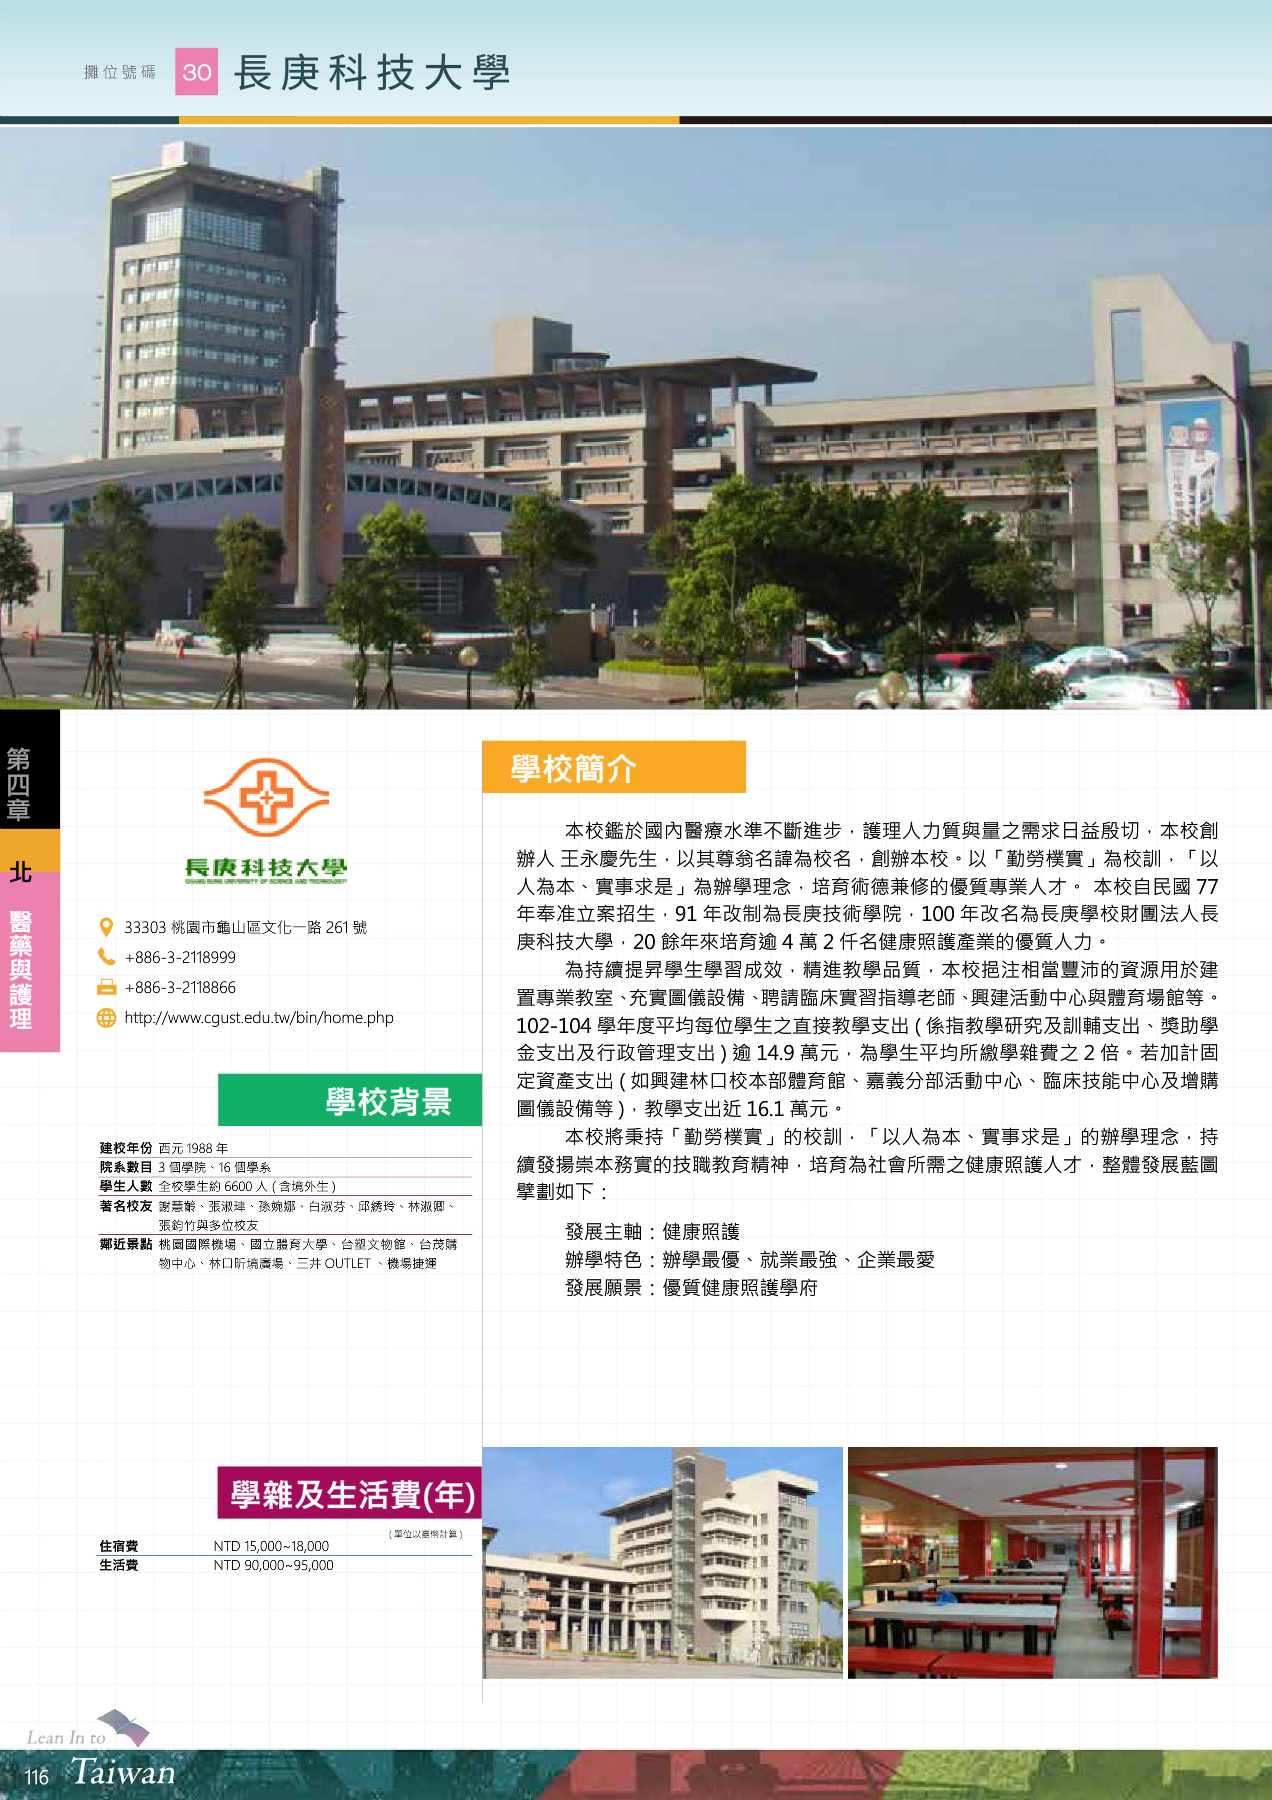 攤位號碼 30 長庚科技大學
第四章
北
醫藥與護理
長庚科技大學
CHANG GUNG UNIVERSITY OF SCIENCE AND TECHNOLOGY
33303 桃園市龜山區文化一路 261 號
+886-3-2118999
+886-3-2118866
http://www.cgust.edu.tw/bin/home.php
學校背景
建校年份 西元 1988 年
院系數目 3 個學院、16 個學系
學生人數 全校學生約 6600 人 ( 含境外生 )
著名校友 謝慧齡、張淑珒、孫婉娜、白淑芬、邱綉玲、林淑卿、
張鈞竹與多位校友
鄰近景點 桃園國際機場、國立體育大學、台塑文物館、台茂購
物中心、林口昕境廣場、三井 OUTLET 、機場捷運
學雜及生活費(年)
( 單位以臺幣計算 )
住宿費 NTD 15,000~18,000
生活費 NTD 90,000~95,000
學校簡介
本校鑑於國內醫療水準不斷進步，護理人力質與量之需求日益殷切，本校創
辦人 王永慶先生，以其尊翁名諱為校名，創辦本校。以「勤勞樸實」為校訓，「以
人為本、實事求是」為辦學理念，培育術德兼修的優質專業人才。 本校自民國 77
年奉准立案招生，91 年改制為長庚技術學院，100 年改名為長庚學校財團法人長
庚科技大學，20 餘年來培育逾 4 萬 2 仟名健康照護產業的優質人力。
為持續提昇學生學習成效，精進教學品質，本校挹注相當豐沛的資源用於建
置專業教室、充實圖儀設備、聘請臨床實習指導老師、興建活動中心與體育場館等。
102-104 學年度平均每位學生之直接教學支出 ( 係指教學研究及訓輔支出、獎助學
金支出及行政管理支出 ) 逾 14.9 萬元，為學生平均所繳學雜費之 2 倍。若加計固
定資產支出 ( 如興建林口校本部體育館、嘉義分部活動中心、臨床技能中心及增購
圖儀設備等 )，教學支出近 16.1 萬元。
本校將秉持「勤勞樸實」的校訓，「以人為本、實事求是」的辦學理念，持
續發揚崇本務實的技職教育精神，培育為社會所需之健康照護人才，整體發展藍圖
擘劃如下：
發展主軸：健康照護
辦學特色：辦學最優、就業最強、企業最愛
發展願景：優質健康照護學府
Lean In to
116 Taiwan